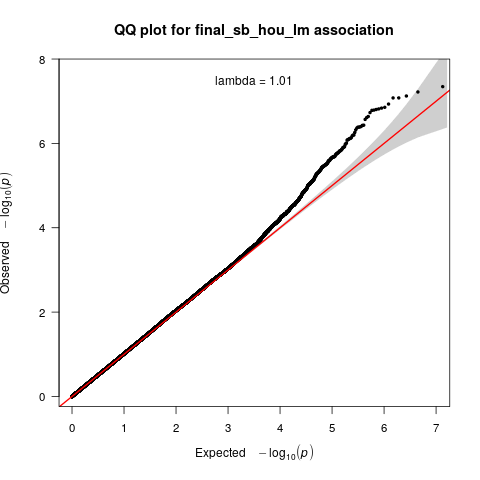 QQ plot for final_sb_hou_lm association
lambda = 1.01
8
6
4
2
0
Observed −log10(p)
0 1 2 3 4 5 6 7
Expected −log10(p)